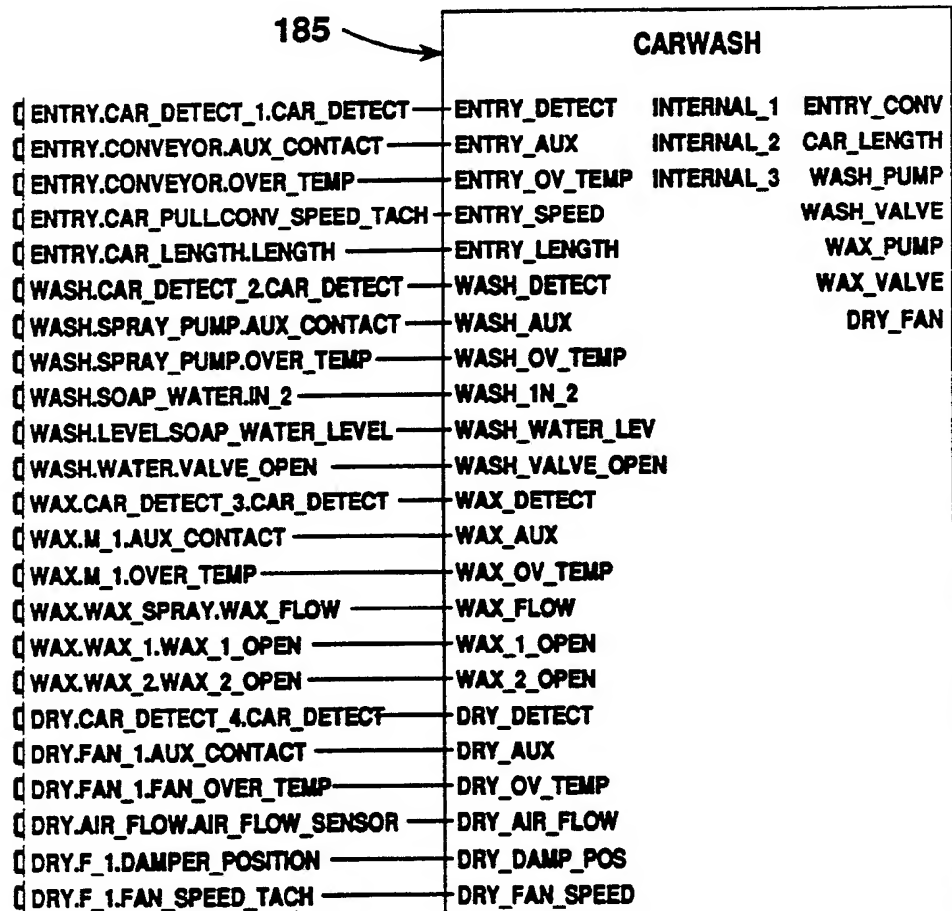 185
CARWASH
ENTRY.CAR_DETECT_1.CAR_DETECT ENTRY_DETECT INTERNAL_1 ENTRY_CONV
ENTRY.CONVEYOR.AUX_CONTACT ENTRY_AUX INTERNAL_2 CAR_LENGTH
ENTRY.CONVEYOR.OVER_TEMP ENTRY_OV_TEMP INTERNAL_3 WASH_PUMP
ENTRY.CAR_PULL.CONV_SPEED_TACH ENTRY_SPEED WASH_VALVE
ENTRY.CAR_LENGTH.LENGTH ENTRY_LENGTH WAX_PUMP
WASH.CAR_DETECT_2.CAR_DETECT WASH_DETECT WAX_VALVE
WASH.SPRAY_PUMP.AUX_CONTACT WASH_AUX DRY_FAN
WASH.SPRAY_PUMP.OVER_TEMP WASH_OV_TEMP
WASH.SOAP_WATER.IN_2 WASH_1N_2
WASH.LEVEL.SOAP_WATER_LEVEL WASH_WATER_LEV
WASH.WATER.VALVE_OPEN WASH_VALVE_OPEN
WAX.CAR_DETECT_3.CAR_DETECT WAX_DETECT
WAX.M_1.AUX_CONTACT WAX_AUX
WAX.M_1.OVER_TEMP WAX_OV_TEMP
WAX.WAX_SPRAY.WAX_FLOW WAX_FLOW
WAX.WAX_1.WAX_1_OPEN WAX_1_OPEN
WAX.WAX_2.WAX_2_OPEN WAX_2_OPEN
DRY.CAR_DETECT_4.CAR_DETECT DRY_DETECT
DRY.FAN_1.AUX_CONTACT DRY_AUX
DRY.FAN_1.FAN_OVER_TEMP DRY_OV_TEMP
DRY.AIR_FLOW.AIR_FLOW_SENSOR DRY_AIR_FLOW
DRY.F_1.DAMPER_POSITION DRY_DAMP_POS
DRY.F_1.FAN_SPEED_TACH DRY_FAN_SPEED